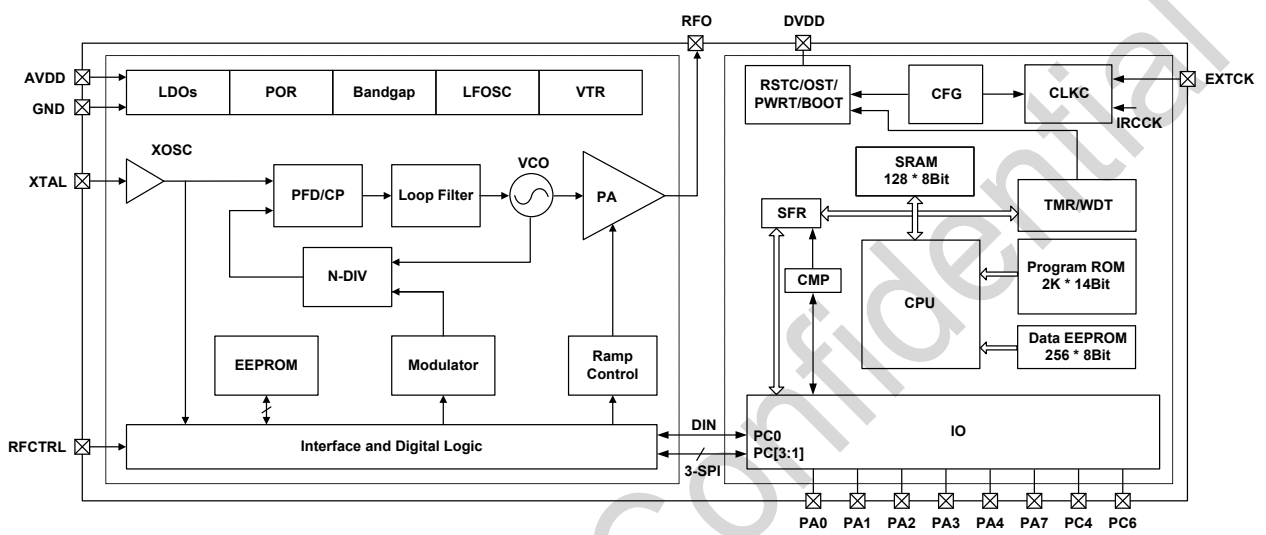 RFO
DVDD
AVDD
GND
LDOs
POR
Bandgap
LFOSC
VTR
RSTC/OST/
PWRT/BOOT
CFG
CLKC
EXTCK
IRCCK
XOSC
XTAL
PFD/CP
Loop Filter
VCO
PA
SRAM
128 * 8Bit
SFR
TMR/WDT
N-DIV
CMP
CPU
Program ROM
2K * 14Bit
EEPROM
Modulator
Ramp
Control
Data EEPROM
256 * 8Bit
RFCTRL
Interface and Digital Logic
DIN
3-SPI
PC0
PC[3:1]
IO
PA0
PA1
PA2
PA3
PA4
PA7
PC4
PC6
Confidential